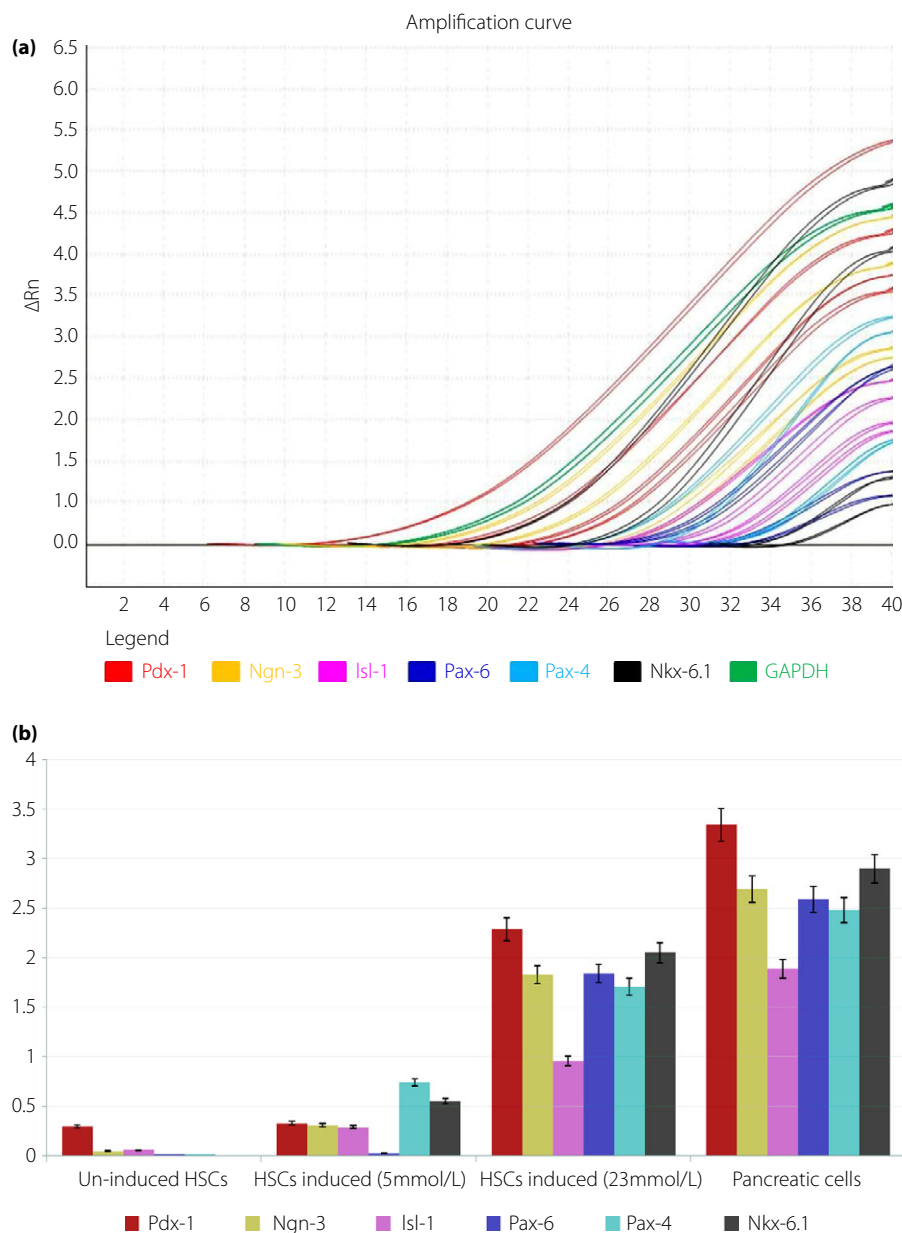 Amplification curve
(a)
6.5
6.0
5.5
5.0
4.5
4.0
3.5
3.0
2.5
2.0
1.5
1.0
0.0
ΔRn
2 4 6 8 10 12 14 16 18 20 22 24 26 28 30 32 34 36 38 40
Legend
Pdx-1 Ngn-3 Isl-1 Pax-6 Pax-4 Nkx-6.1 GAPDH
(b)
4
3.5
3
2.5
2
1.5
1
0.5
0
Un-induced HSCs HSCs induced (5mmol/L) HSCs induced (23mmol/L) Pancreatic cells
Pdx-1 Ngn-3 Isl-1 Pax-6 Pax-4 Nkx-6.1